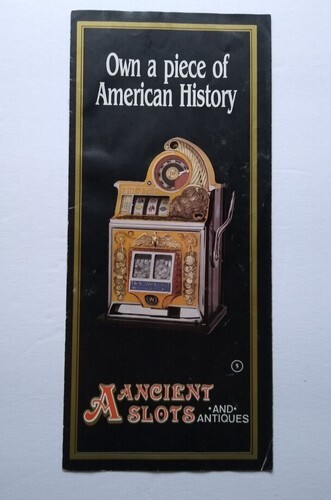 Own a piece of
American History
A ANCIENT
SLOTS •AND•
ANTIQUES